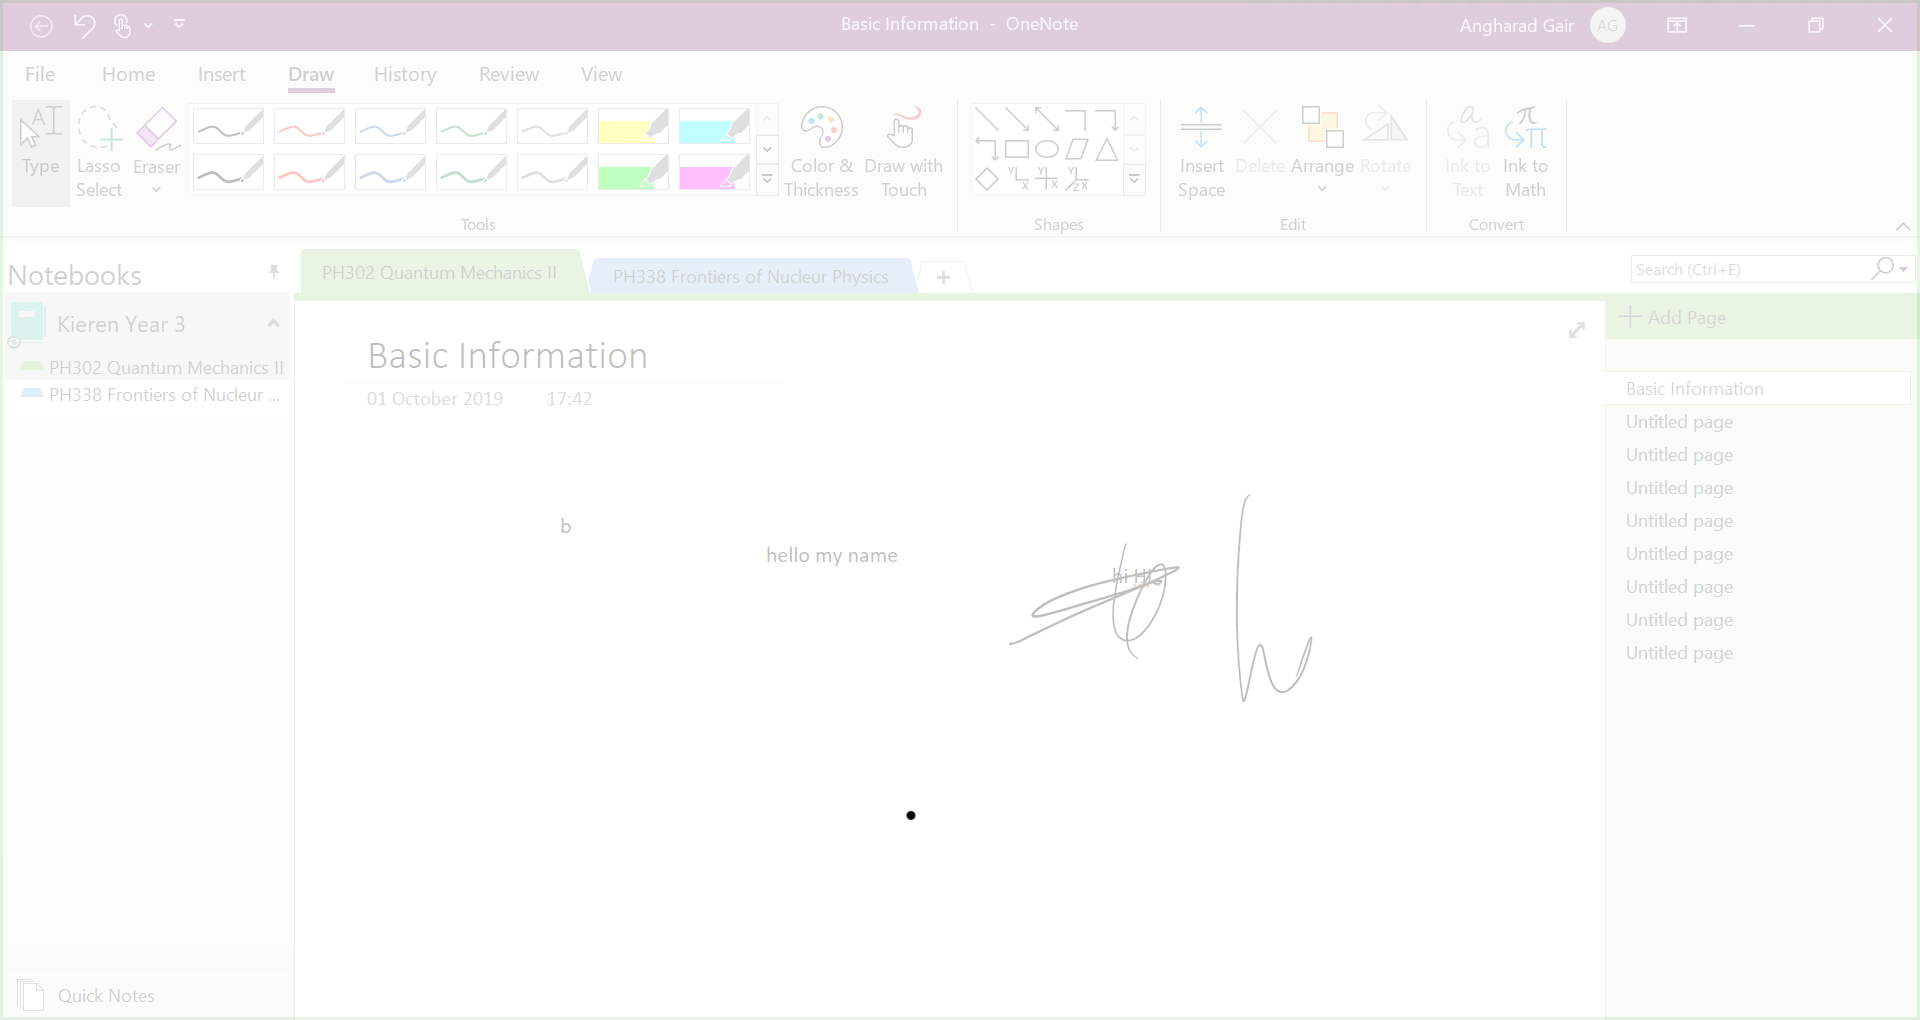 Basic Information - OneNote
Angharad Gair AG
File Home Insert Draw History Review View
Type
Lasso Select
Eraser
Color & Thickness
Draw with Touch
Insert Space
Delete
Arrange
Rotate
Ink to Text
Ink to Math
Tools Shapes Edit Convert
Notebooks
PH302 Quantum Mechanics II
PH338 Frontiers of Nucleur Physics
Search (Ctrl+E)
Kieren Year 3
PH302 Quantum Mechanics II
PH338 Frontiers of Nucleur ...
Basic Information
01 October 2019 17:42
b
hello my name
hi Hi
h
Add Page
Basic Information
Untitled page
Untitled page
Untitled page
Untitled page
Untitled page
Untitled page
Untitled page
Untitled page
Quick Notes